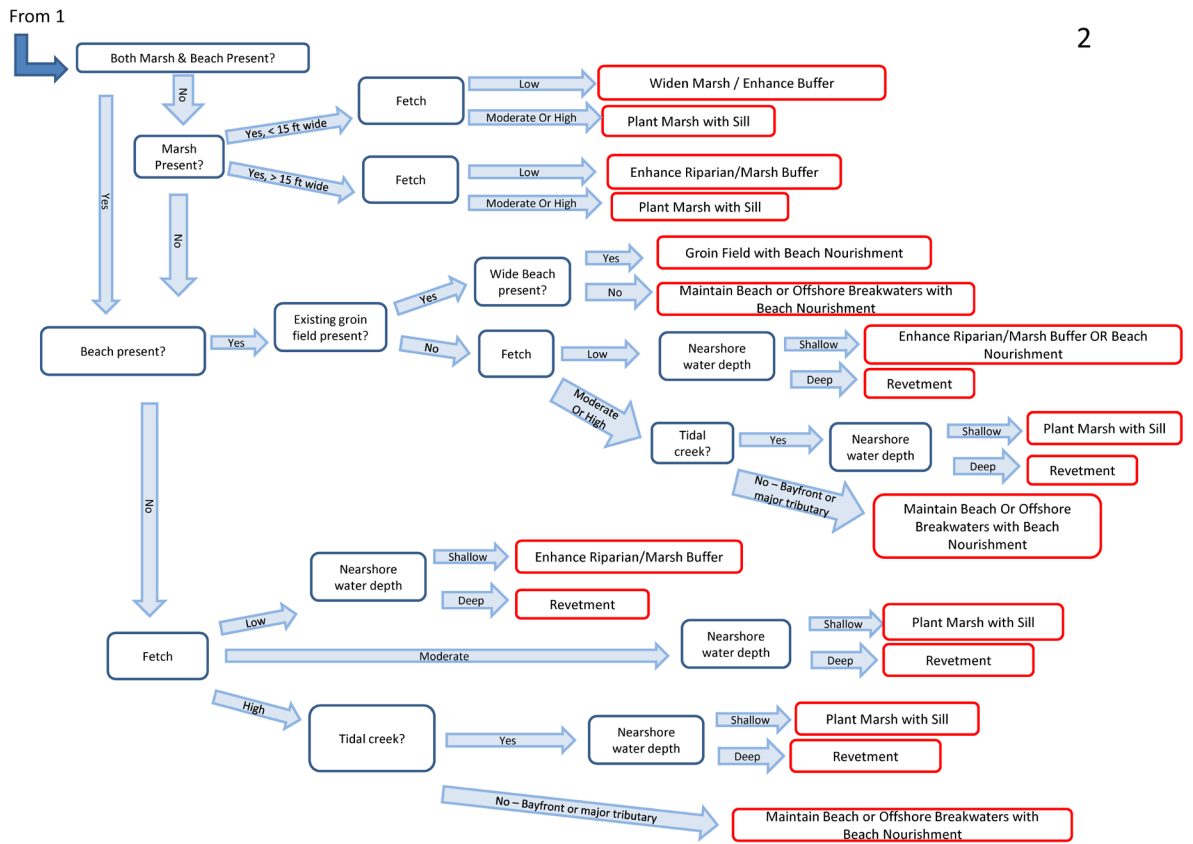 From 1
2
Both Marsh & Beach Present?
No
Yes
Marsh
Present?
Yes, < 15 ft wide
Fetch
Low
Widen Marsh / Enhance Buffer
Moderate Or High
Plant Marsh with Sill
Yes, > 15 ft wide
Fetch
Low
Enhance Riparian/Marsh Buffer
Moderate Or High
Plant Marsh with Sill
No
Beach present?
Yes
Existing groin
field present?
Yes
Wide Beach
present?
Yes
Groin Field with Beach Nourishment
No
Maintain Beach or Offshore Breakwaters with
Beach Nourishment
No
Fetch
Low
Nearshore
water depth
Shallow
Enhance Riparian/Marsh Buffer OR Beach
Nourishment
Deep
Revetment
Moderate
Or High
Tidal
creek?
Yes
Nearshore
water depth
Shallow
Plant Marsh with Sill
Deep
Revetment
No – Bayfront or
major tributary
Maintain Beach Or Offshore
Breakwaters with Beach
Nourishment
No
Fetch
Low
Nearshore
water depth
Shallow
Enhance Riparian/Marsh Buffer
Deep
Revetment
Moderate
Nearshore
water depth
Shallow
Plant Marsh with Sill
Deep
Revetment
High
Tidal creek?
Yes
Nearshore
water depth
Shallow
Plant Marsh with Sill
Deep
Revetment
No – Bayfront or major tributary
Maintain Beach or Offshore Breakwaters with
Beach Nourishment